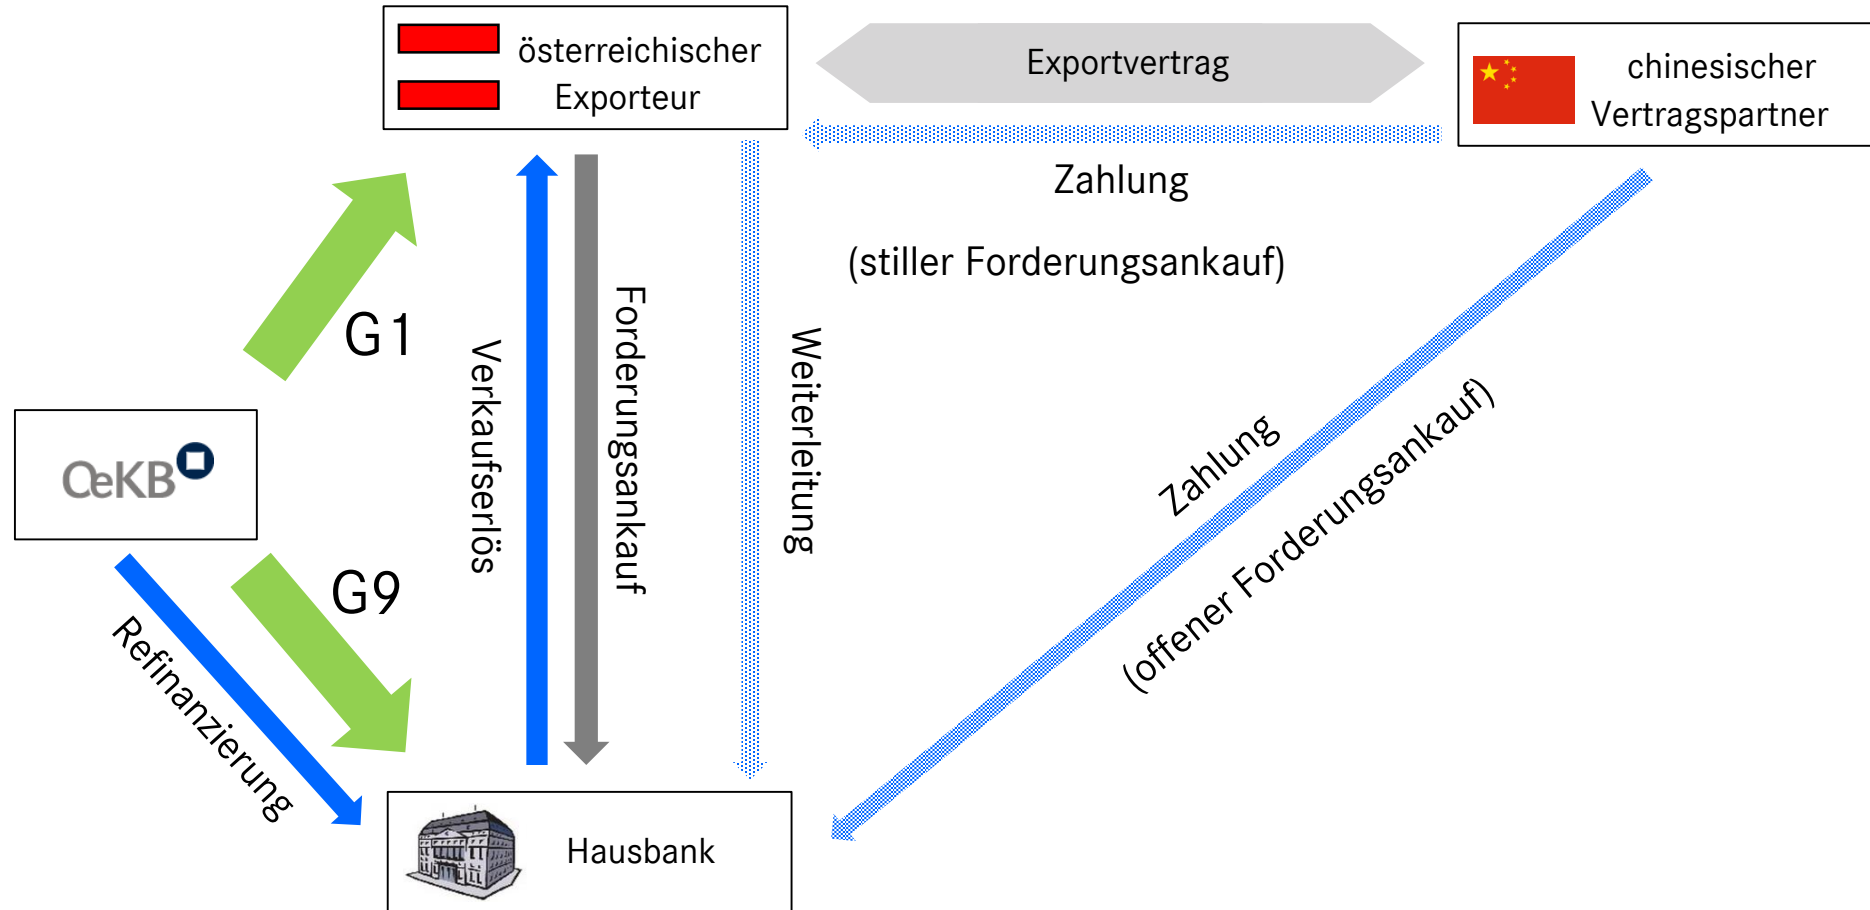 österreichischer
Exporteur
Exportvertrag
chinesischer
Vertragspartner
Zahlung
(stiller Forderungsankauf)
G1
Verkaufserlös
Forderungsankauf
Weiterleitung
OeKB
Zahlung
(offener Forderungsankauf)
G9
Refinanzierung
Hausbank